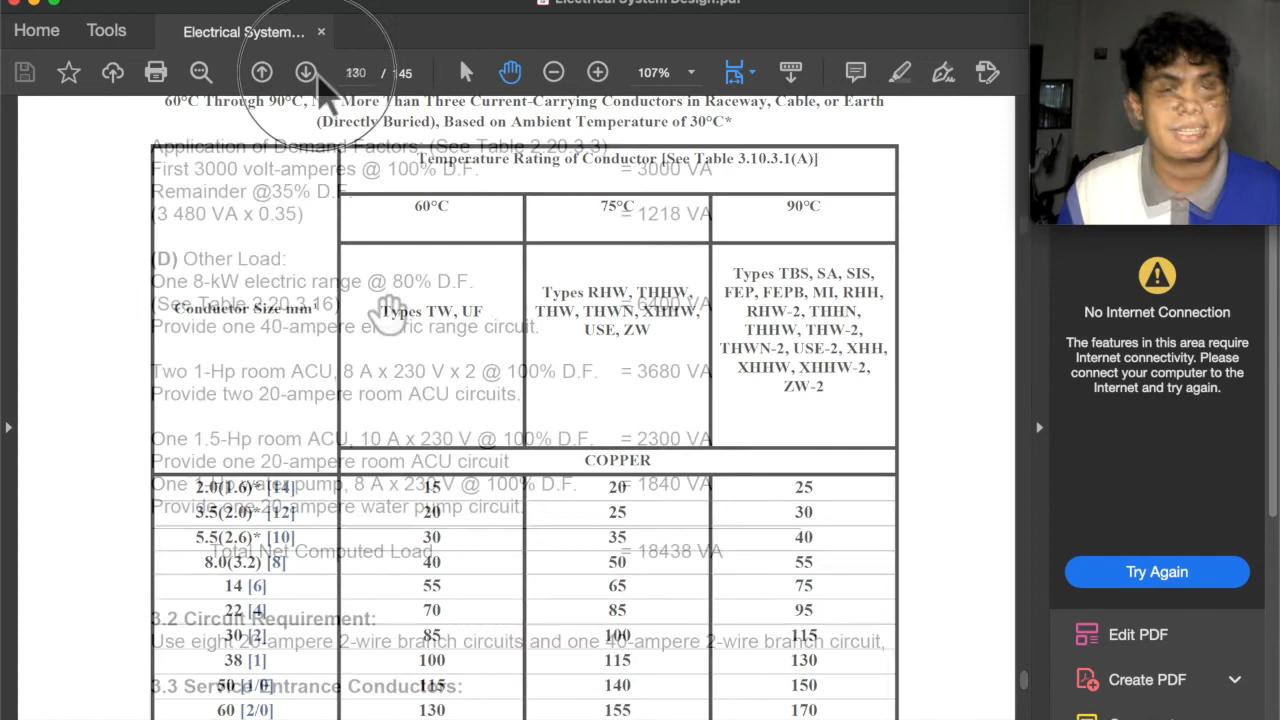 Electrical System Design.pdf
Home
Tools
Electrical System...
130 / 145
107%
60°C Through 90°C, More Than Three Current-Carrying Conductors in Raceway, Cable, or Earth
(Directly Buried), Based on Ambient Temperature of 30°C*
Application of Demand Factors: (See Table 2.20.3.3)
Temperature Rating of Conductor [See Table 3.10.3.1(A)]
First 3000 volt-amperes @ 100% D.F. = 3000 VA
Remainder @35% D.F.
60°C 75°C 90°C
(3 480 VA x 0.35) = 1218 VA
(D) Other Load:
One 8-kW electric range @ 80% D.F.
(See Table 2.20.3.16) = 6400 VA
Conductor Size mm²
Types TW, UF
Types RHW, THHW,
THW, THWN, XHHW,
USE, ZW
Types TBS, SA, SIS,
FEP, FEPB, MI, RHH,
RHW-2, THHN,
THHW, THW-2,
THWN-2, USE-2, XHH,
XHHW, XHHW-2,
ZW-2
Provide one 40-ampere electric range circuit.
Two 1-Hp room ACU, 8 A x 230 V x 2 @ 100% D.F. = 3680 VA
Provide two 20-ampere room ACU circuits.
One 1.5-Hp room ACU, 10 A x 230 V @ 100% D.F. = 2300 VA
Provide one 20-ampere room ACU circuit
COPPER
One 1-Hp water pump, 8 A x 230 V @ 100% D.F. = 1840 VA
Provide one 20-ampere water pump circuit.
Total Net Computed Load = 18438 VA
2.0(1.6)* [14] 15 20 25
3.5(2.0)* [12] 20 25 30
5.5(2.6)* [10] 30 35 40
8.0(3.2) [8] 40 50 55
14 [6] 55 65 75
22 [4] 70 85 95
30 [2] 85 100 115
38 [1] 100 115 130
50 [1/0] 115 140 150
60 [2/0] 130 155 170
3.2 Circuit Requirement:
Use eight 20-ampere 2-wire branch circuits and one 40-ampere 2-wire branch circuit,
3.3 Service Entrance Conductors:
No Internet Connection
The features in this area require
Internet connectivity. Please
connect your computer to the
Internet and try again.
Try Again
Edit PDF
Create PDF